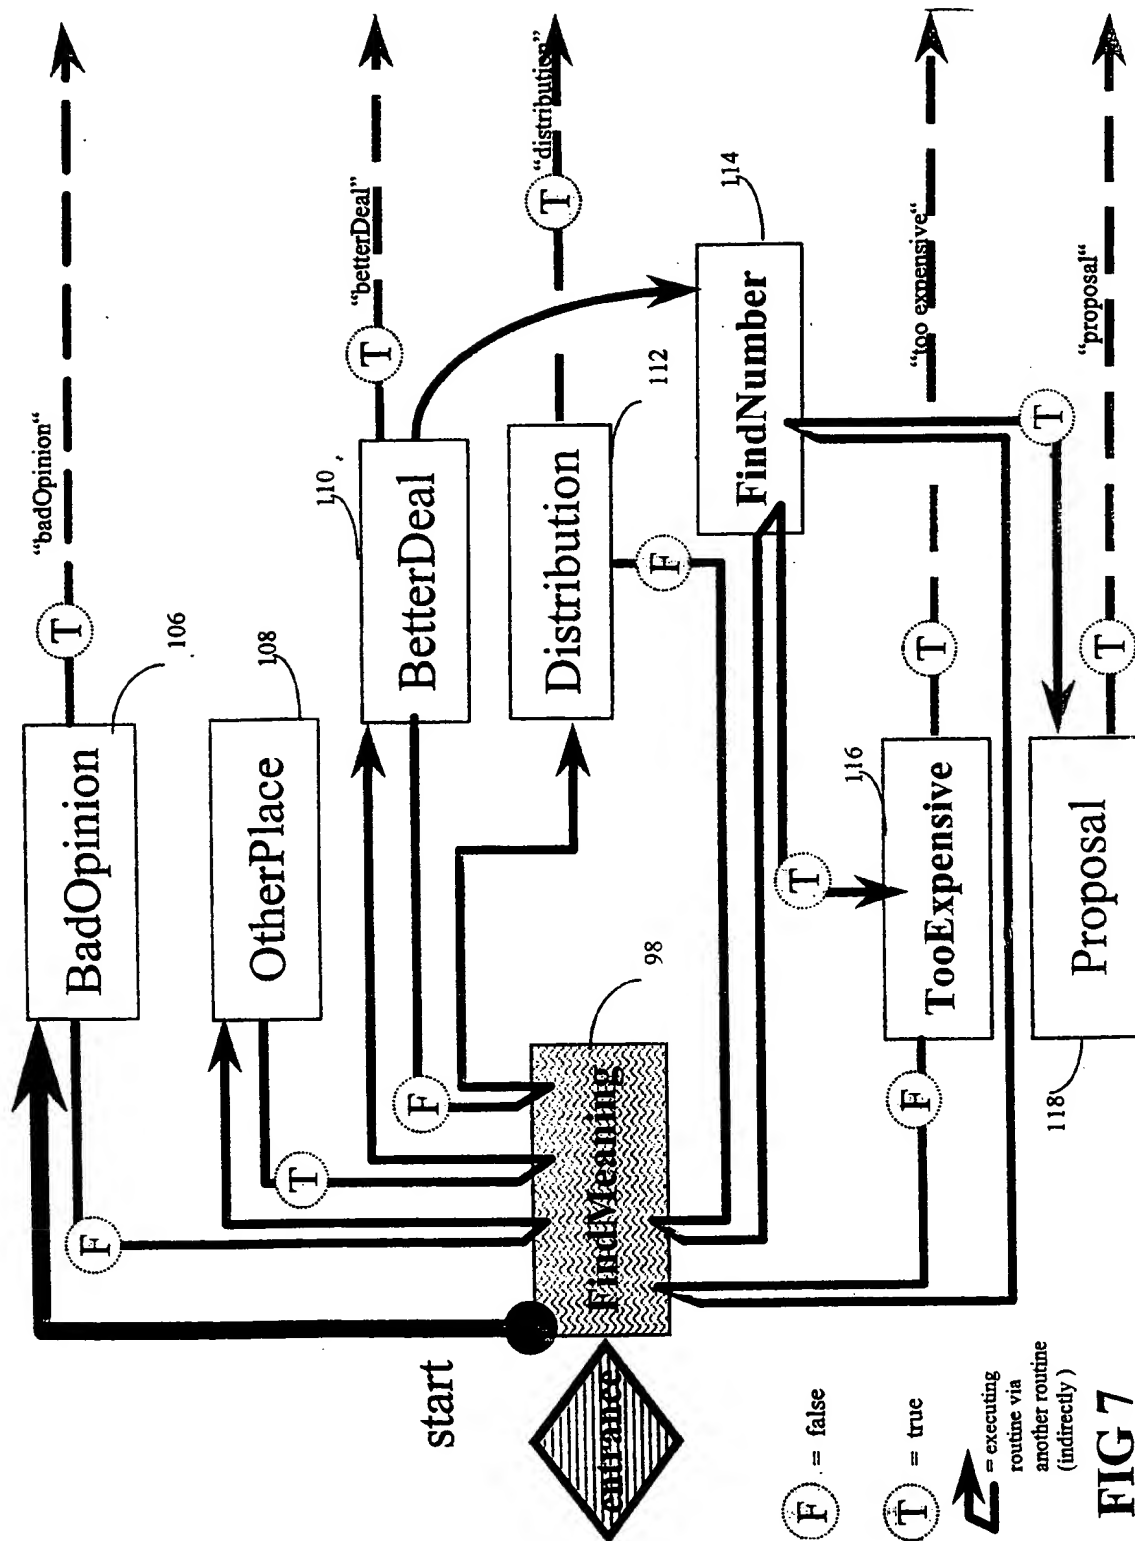 “badOpinion“
T
106
BadOpinion
F
108
OtherPlace
T
“betterDeal”
T
110
BetterDeal
F
“distribution”
T
112
Distribution
F
114
FindNumber
T
98
FindMeaning
start
entrance
“too expensive“
T
116
TooExpensive
F
“proposal“
T
T
118
Proposal
F = false
T = true
= executing
routine via
another routine
(indirectly )
FIG 7